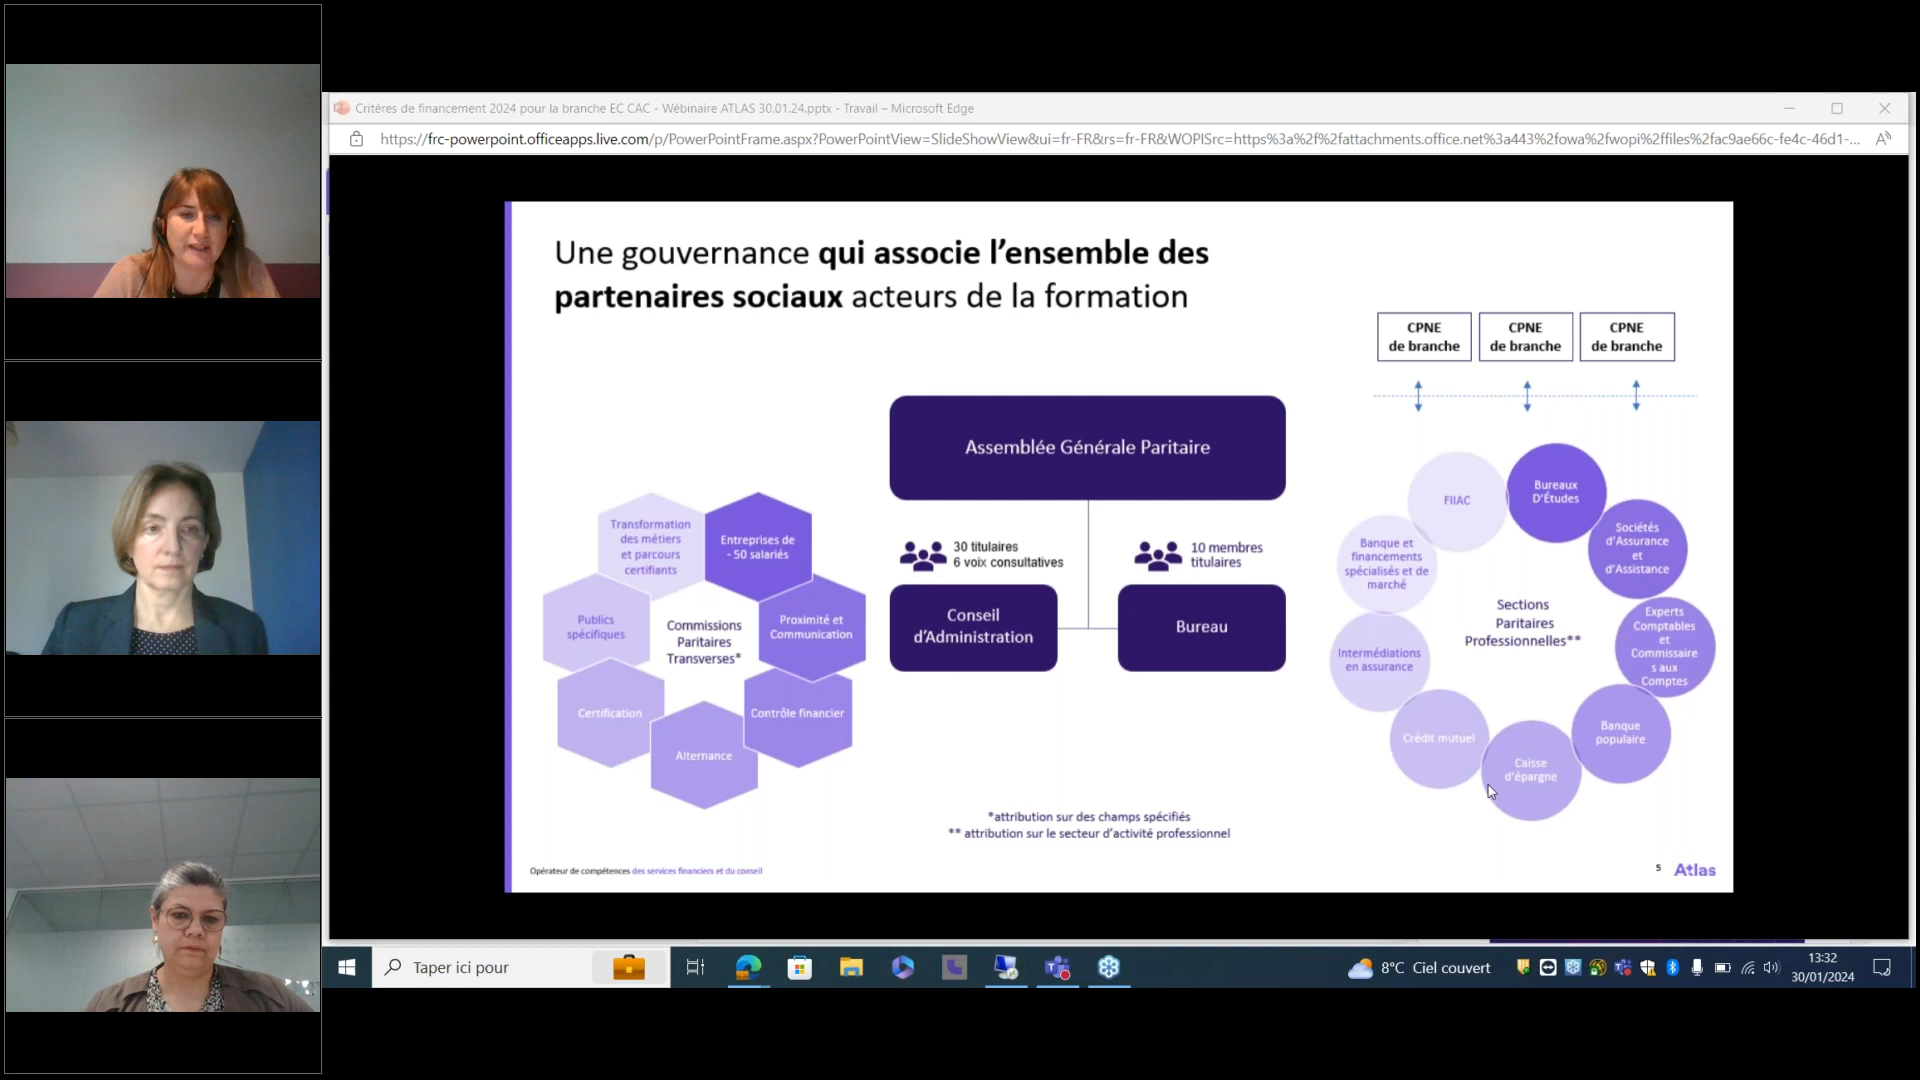 Critères de financement 2024 pour la branche EC CAC - Wébinaire ATLAS 30.01.24.pptx - Travail – Microsoft Edge
https://frc-powerpoint.officeapps.live.com/p/PowerPointFrame.aspx?PowerPointView=SlideShowView&ui=fr-FR&rs=fr-FR&WOPISrc=https%3a%2f%2fattachments.office.net%3a443%2fowa%2fwopi%2ffiles%2fac9ae66c-fe4c-46d1-...
Une gouvernance qui associe l'ensemble des
partenaires sociaux acteurs de la formation
CPNE
de branche
CPNE
de branche
CPNE
de branche
Transformation
des métiers
et parcours
certifiants
Entreprises de
- 50 salariés
Publics
spécifiques
Commissions
Paritaires
Transverses*
Proximité et
Communication
Certification
Alternance
Contrôle financier
Assemblée Générale Paritaire
30 titulaires
6 voix consultatives
10 membres
titulaires
Conseil
d'Administration
Bureau
FIIAC
Bureaux
D'Études
Sociétés
d'Assurance
et
d'Assistance
Banque et
financements
spécialisés et de
marché
Sections
Paritaires
Professionnelles**
Experts
Comptables
et
Commissaire
s aux
Comptes
Intermédiations
en assurance
Crédit mutuel
Caisse
d'épargne
Banque
populaire
*attribution sur des champs spécifiés
** attribution sur le secteur d'activité professionnel
Opérateur de compétences des services financiers et du conseil
5
Atlas
Taper ici pour
8°C Ciel couvert
13:32
30/01/2024